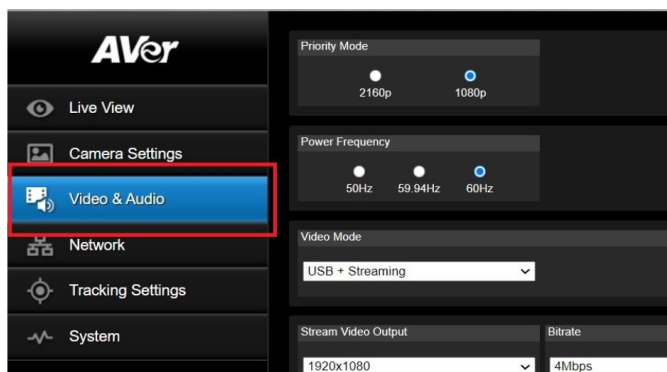 AVer
Live View
Camera Settings
Video & Audio
Network
Tracking Settings
System
Priority Mode
2160p 1080p
Power Frequency
50Hz 59.94Hz 60Hz
Video Mode
USB + Streaming
Stream Video Output Bitrate
1920x1080 4Mbps